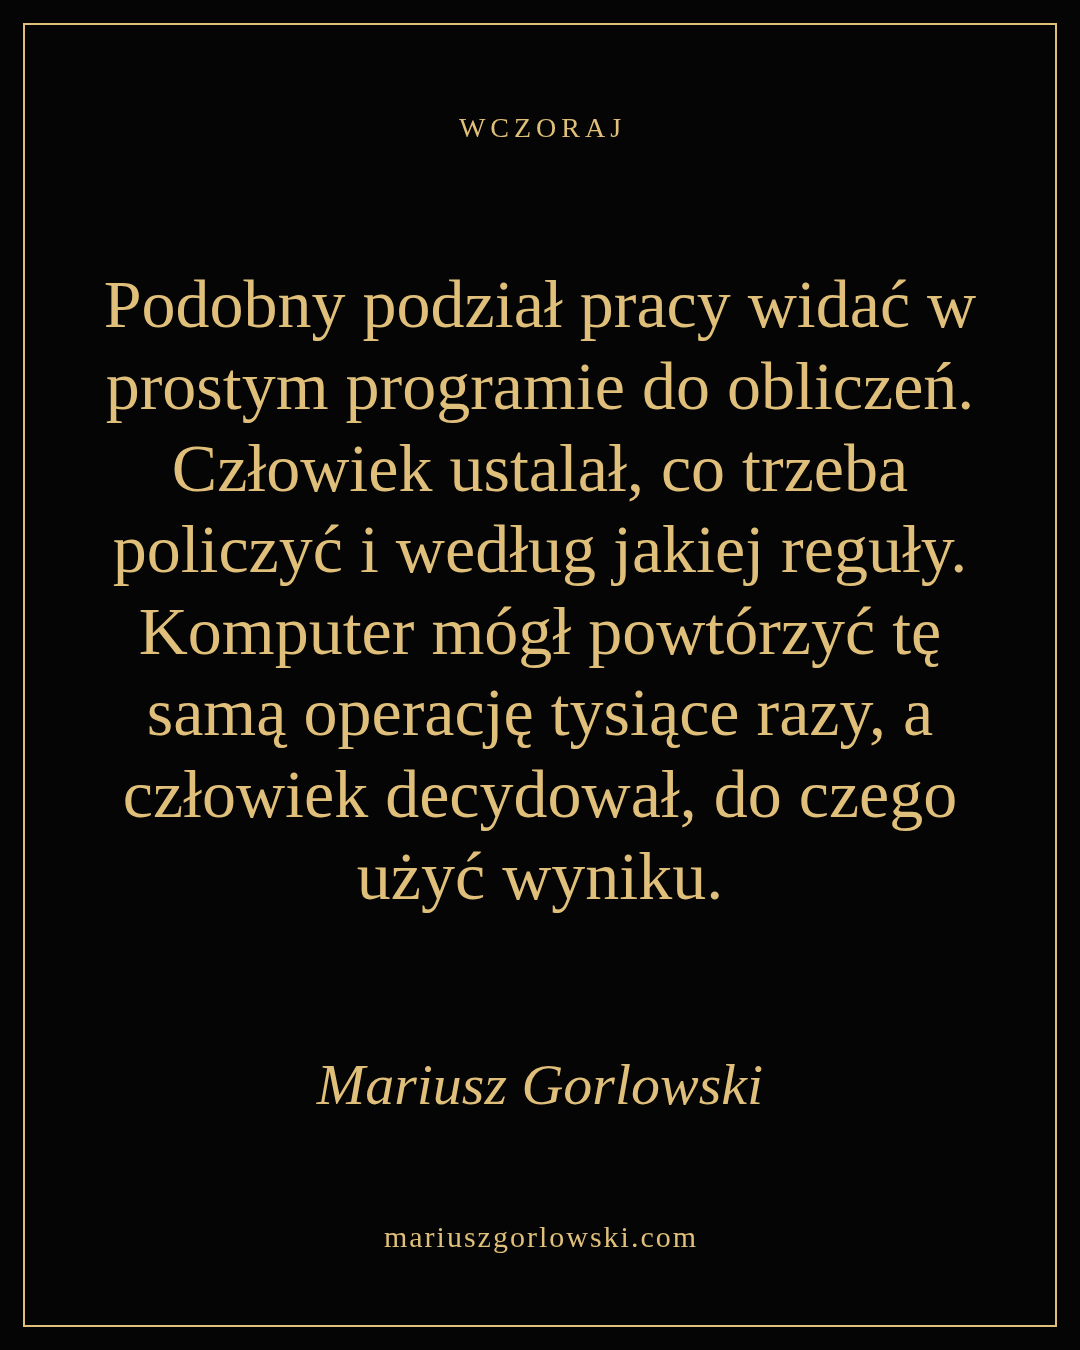 WCZORAJ
Podobny podział pracy widać w
prostym programie do obliczeń.
Człowiek ustalał, co trzeba
policzyć i według jakiej reguły.
Komputer mógł powtórzyć tę
samą operację tysiące razy, a
człowiek decydował, do czego
użyć wyniku.
Mariusz Gorlowski
mariuszgorlowski.com